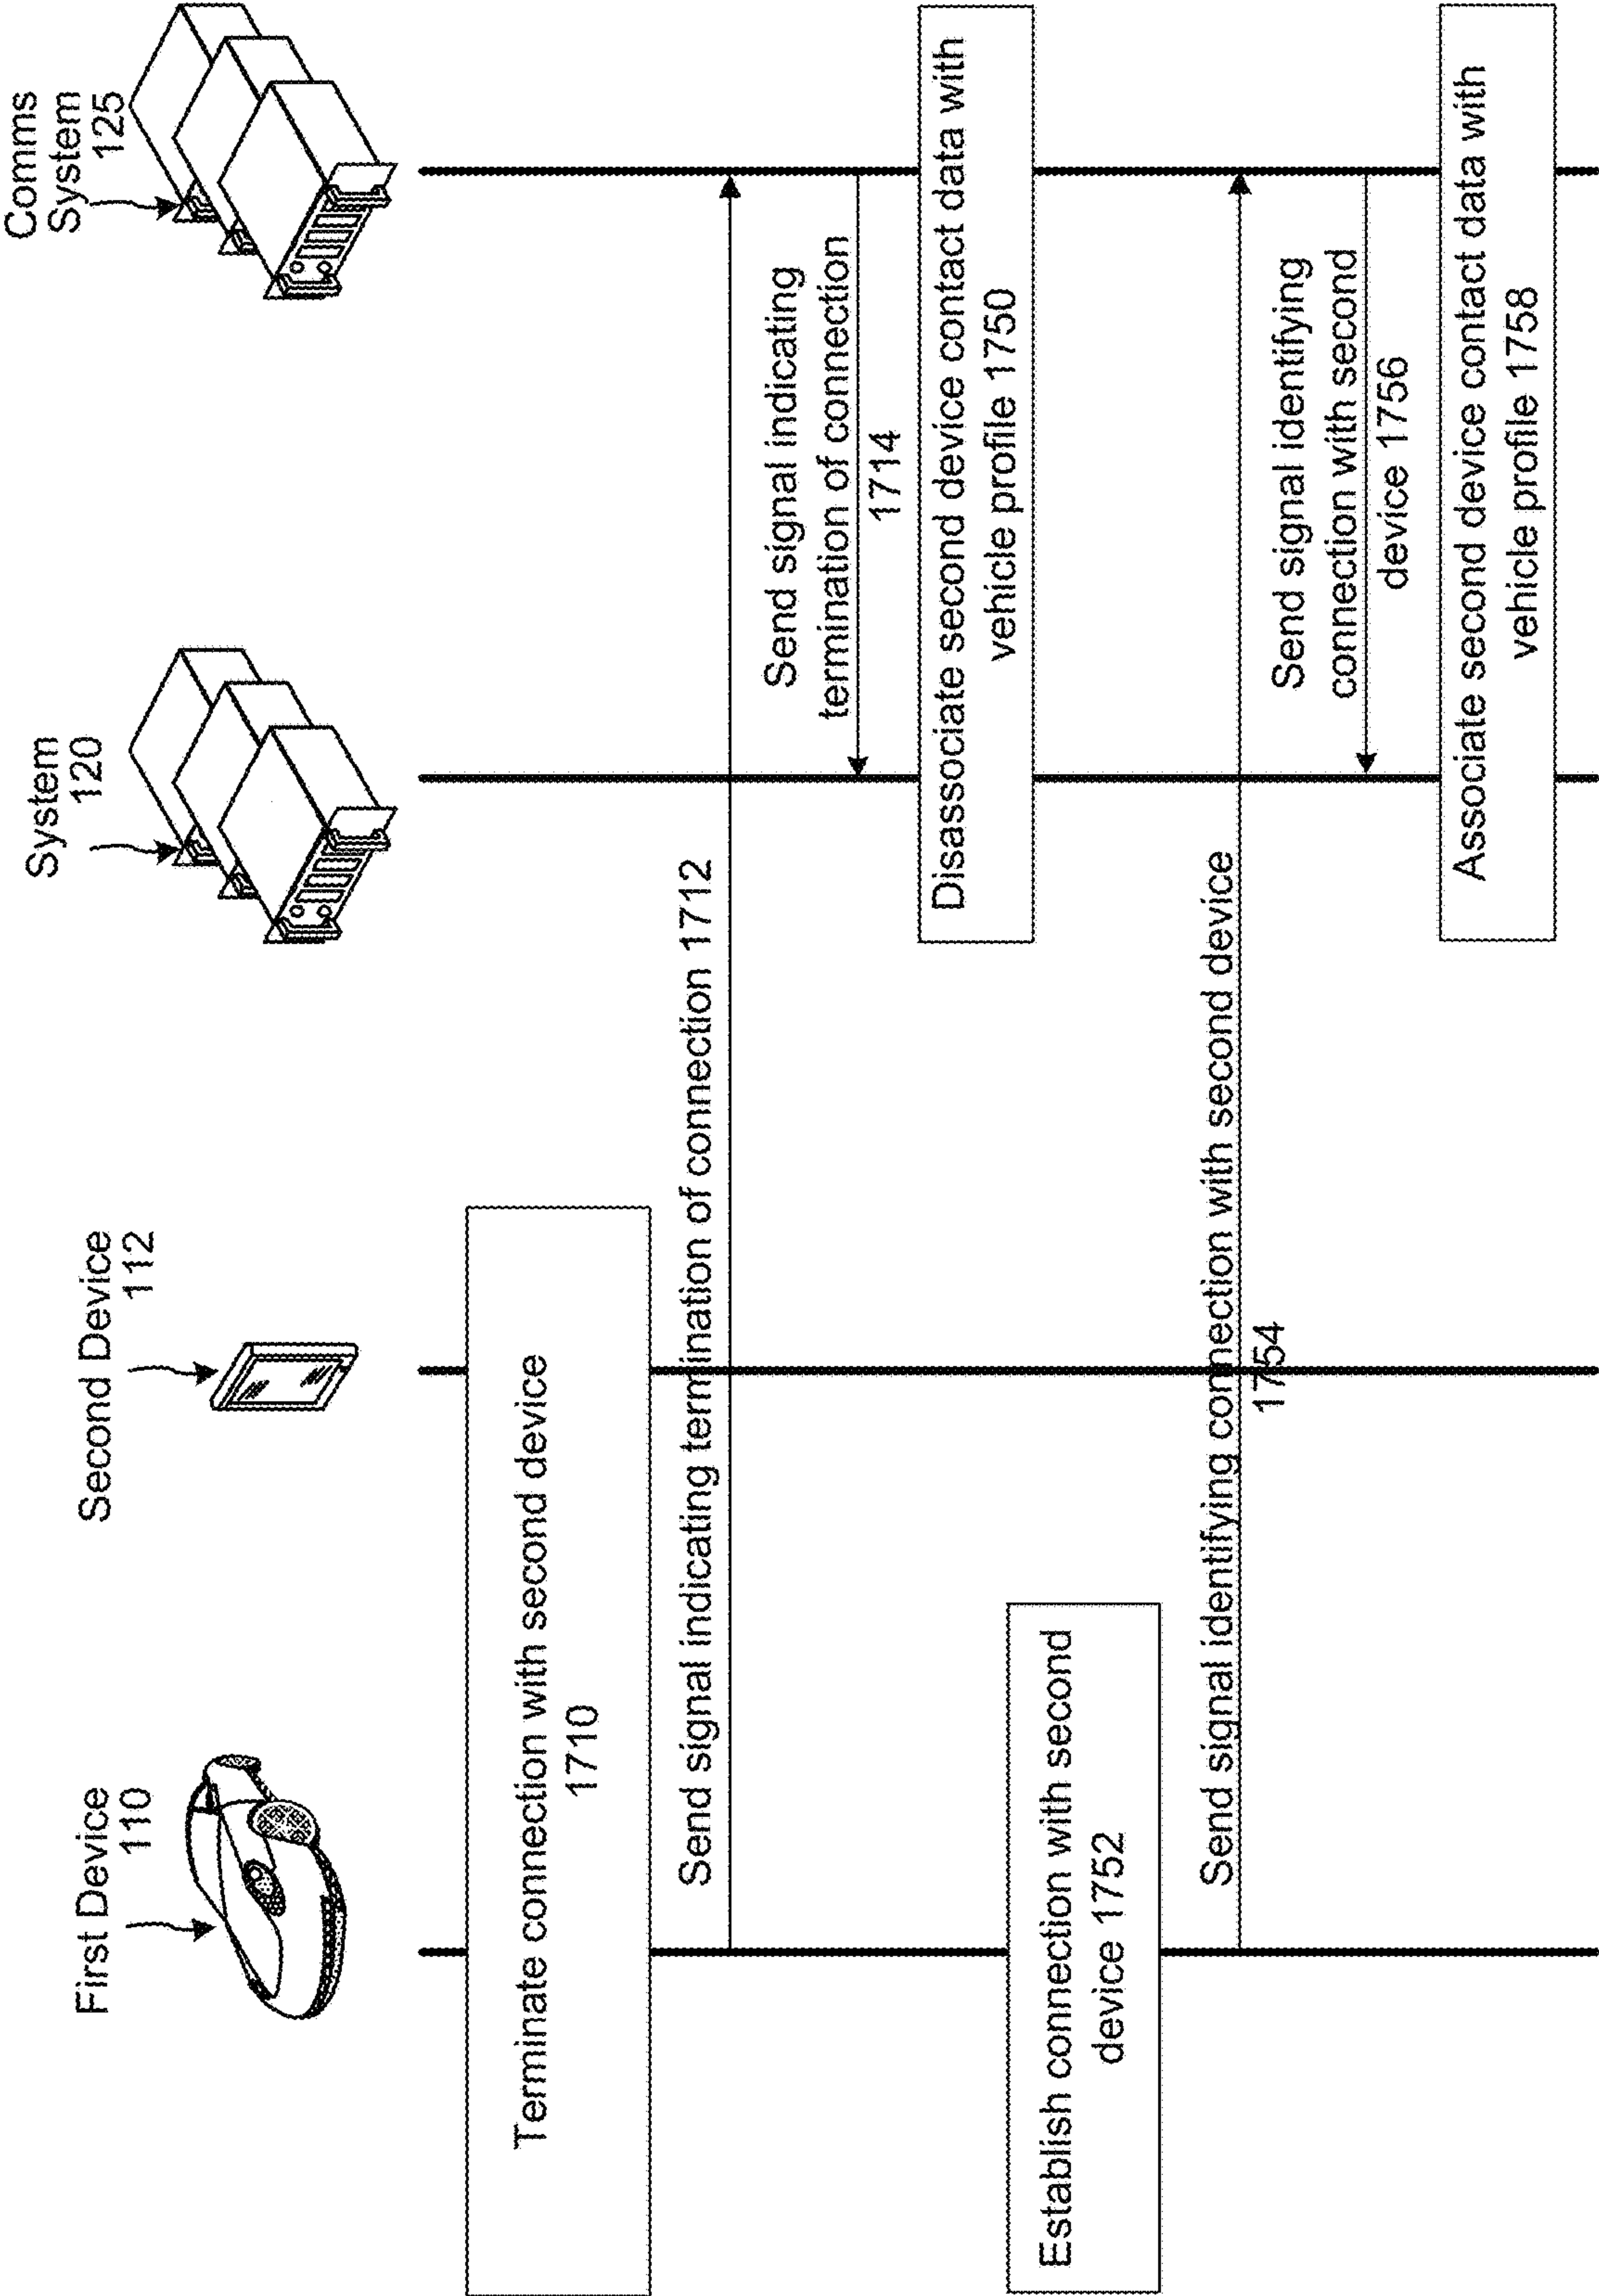 First Device
110
Second Device
112
System
120
Comms
System
125
Terminate connection with second device
1710
Send signal indicating termination of connection 1712
Send signal indicating
termination of connection
1714
Disassociate second device contact data with
vehicle profile 1750
Establish connection with second
device 1752
Send signal identifying connection with second device
1754
Send signal identifying
connection with second
device 1756
Associate second device contact data with
vehicle profile 1758